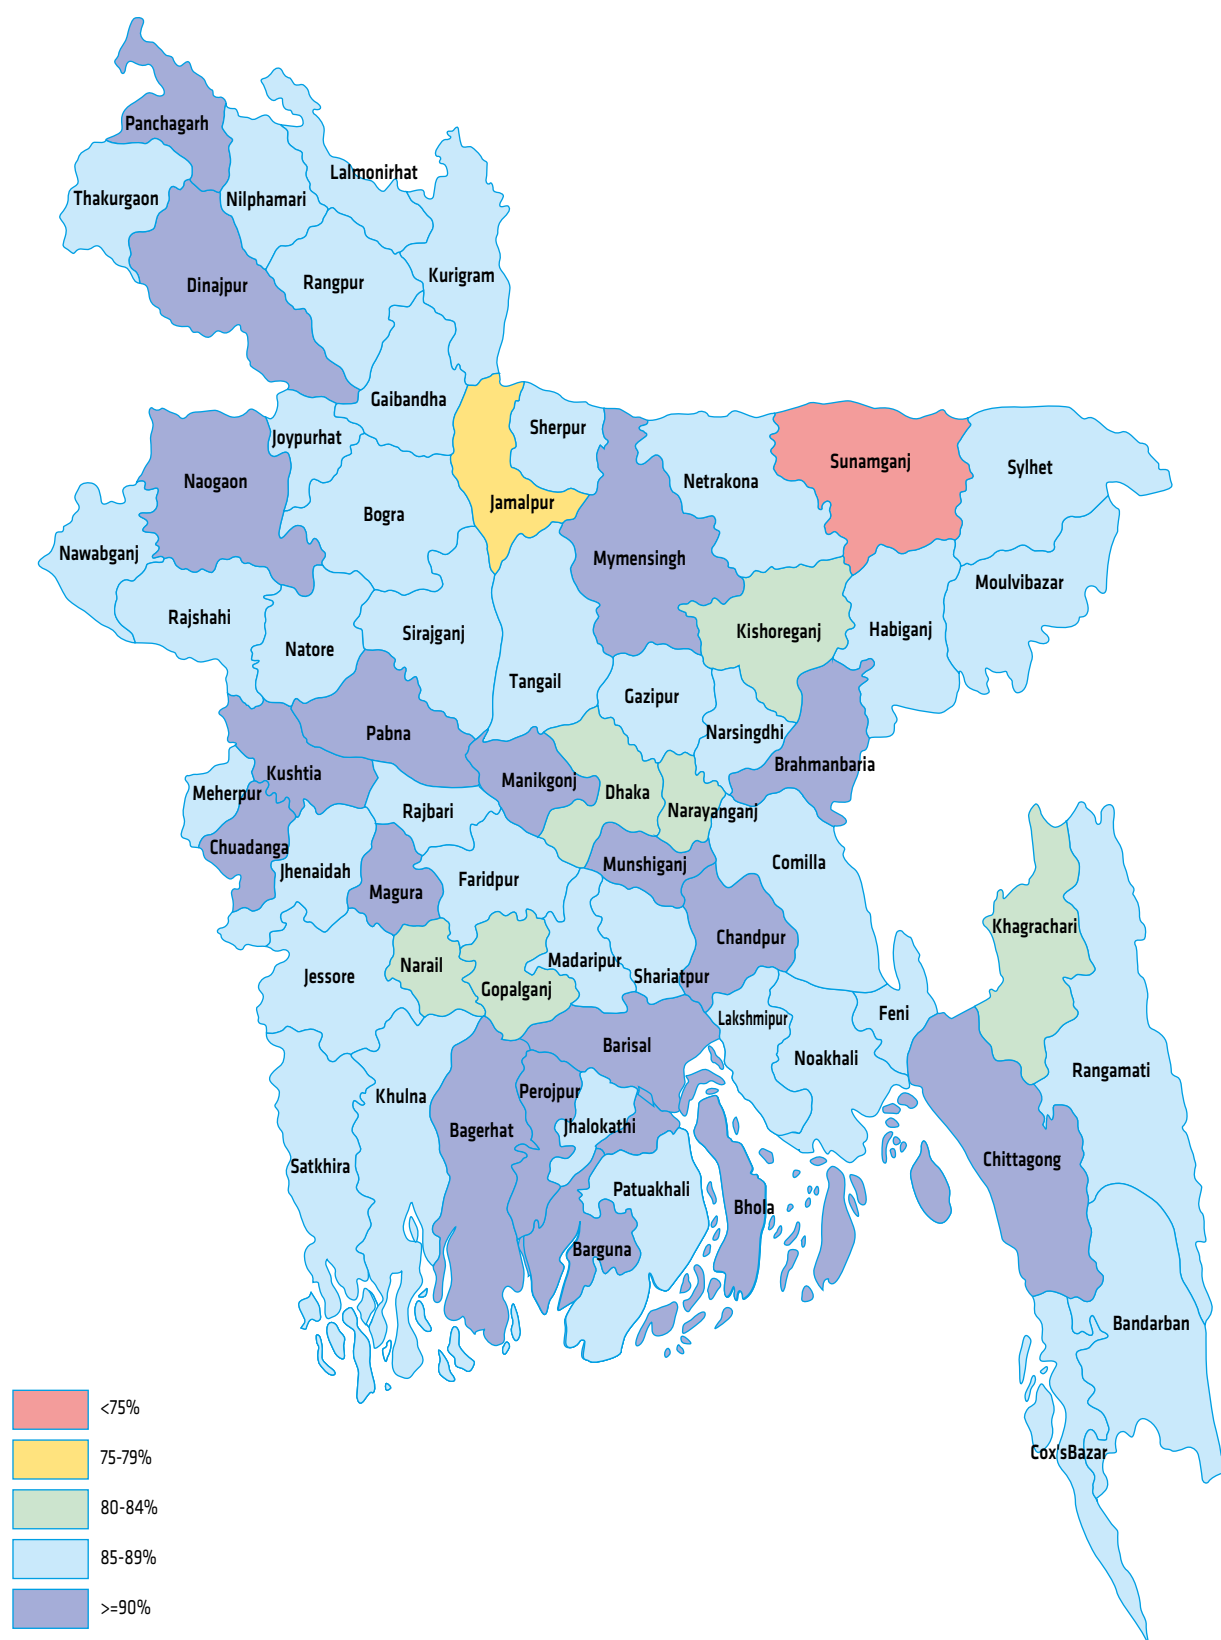 Panchagarh
Lalmonirhat
Thakurgaon
Nilphamari
Kurigram
Rangpur
Dinajpur
Gaibandha
Sherpur
Joypurhat
Sunamganj
Sylhet
Naogaon
Netrakona
Jamalpur
Bogra
Nawabganj
Mymensingh
Moulvibazar
Rajshahi
Kishoreganj
Habiganj
Sirajganj
Natore
Tangail
Gazipur
Pabna
Narsingdhi
Brahmanbaria
Kushtia
Manikgonj
Meherpur
Dhaka
Rajbari
Narayanganj
Chuadanga
Munshiganj
Comilla
Jhenaidah
Faridpur
Magura
Khagrachari
Chandpur
Madaripur
Narail
Jessore
Shariatpur
Gopalganj
Lakshmipur
Feni
Barisal
Noakhali
Rangamati
Perojpur
Khulna
Jhalokathi
Bagerhat
Chittagong
Satkhira
Patuakhali
Bhola
Barguna
Bandarban
Cox'sBazar
<75%
75-79%
80-84%
85-89%
>=90%